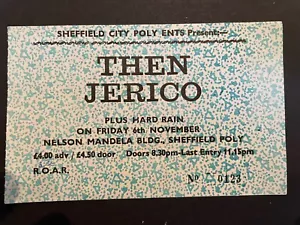 SHEFFIELD CITY POLY ENTS Present:-
THEN
JERICO
PLUS HARD RAIN
ON FRIDAY 6th NOVEMBER
NELSON MANDELA BLDG., SHEFFIELD POLY
£4.00 adv / £4.50 door Doors 8.30pm-Last Entry 11.15pm
R.O.A.R. No 0123